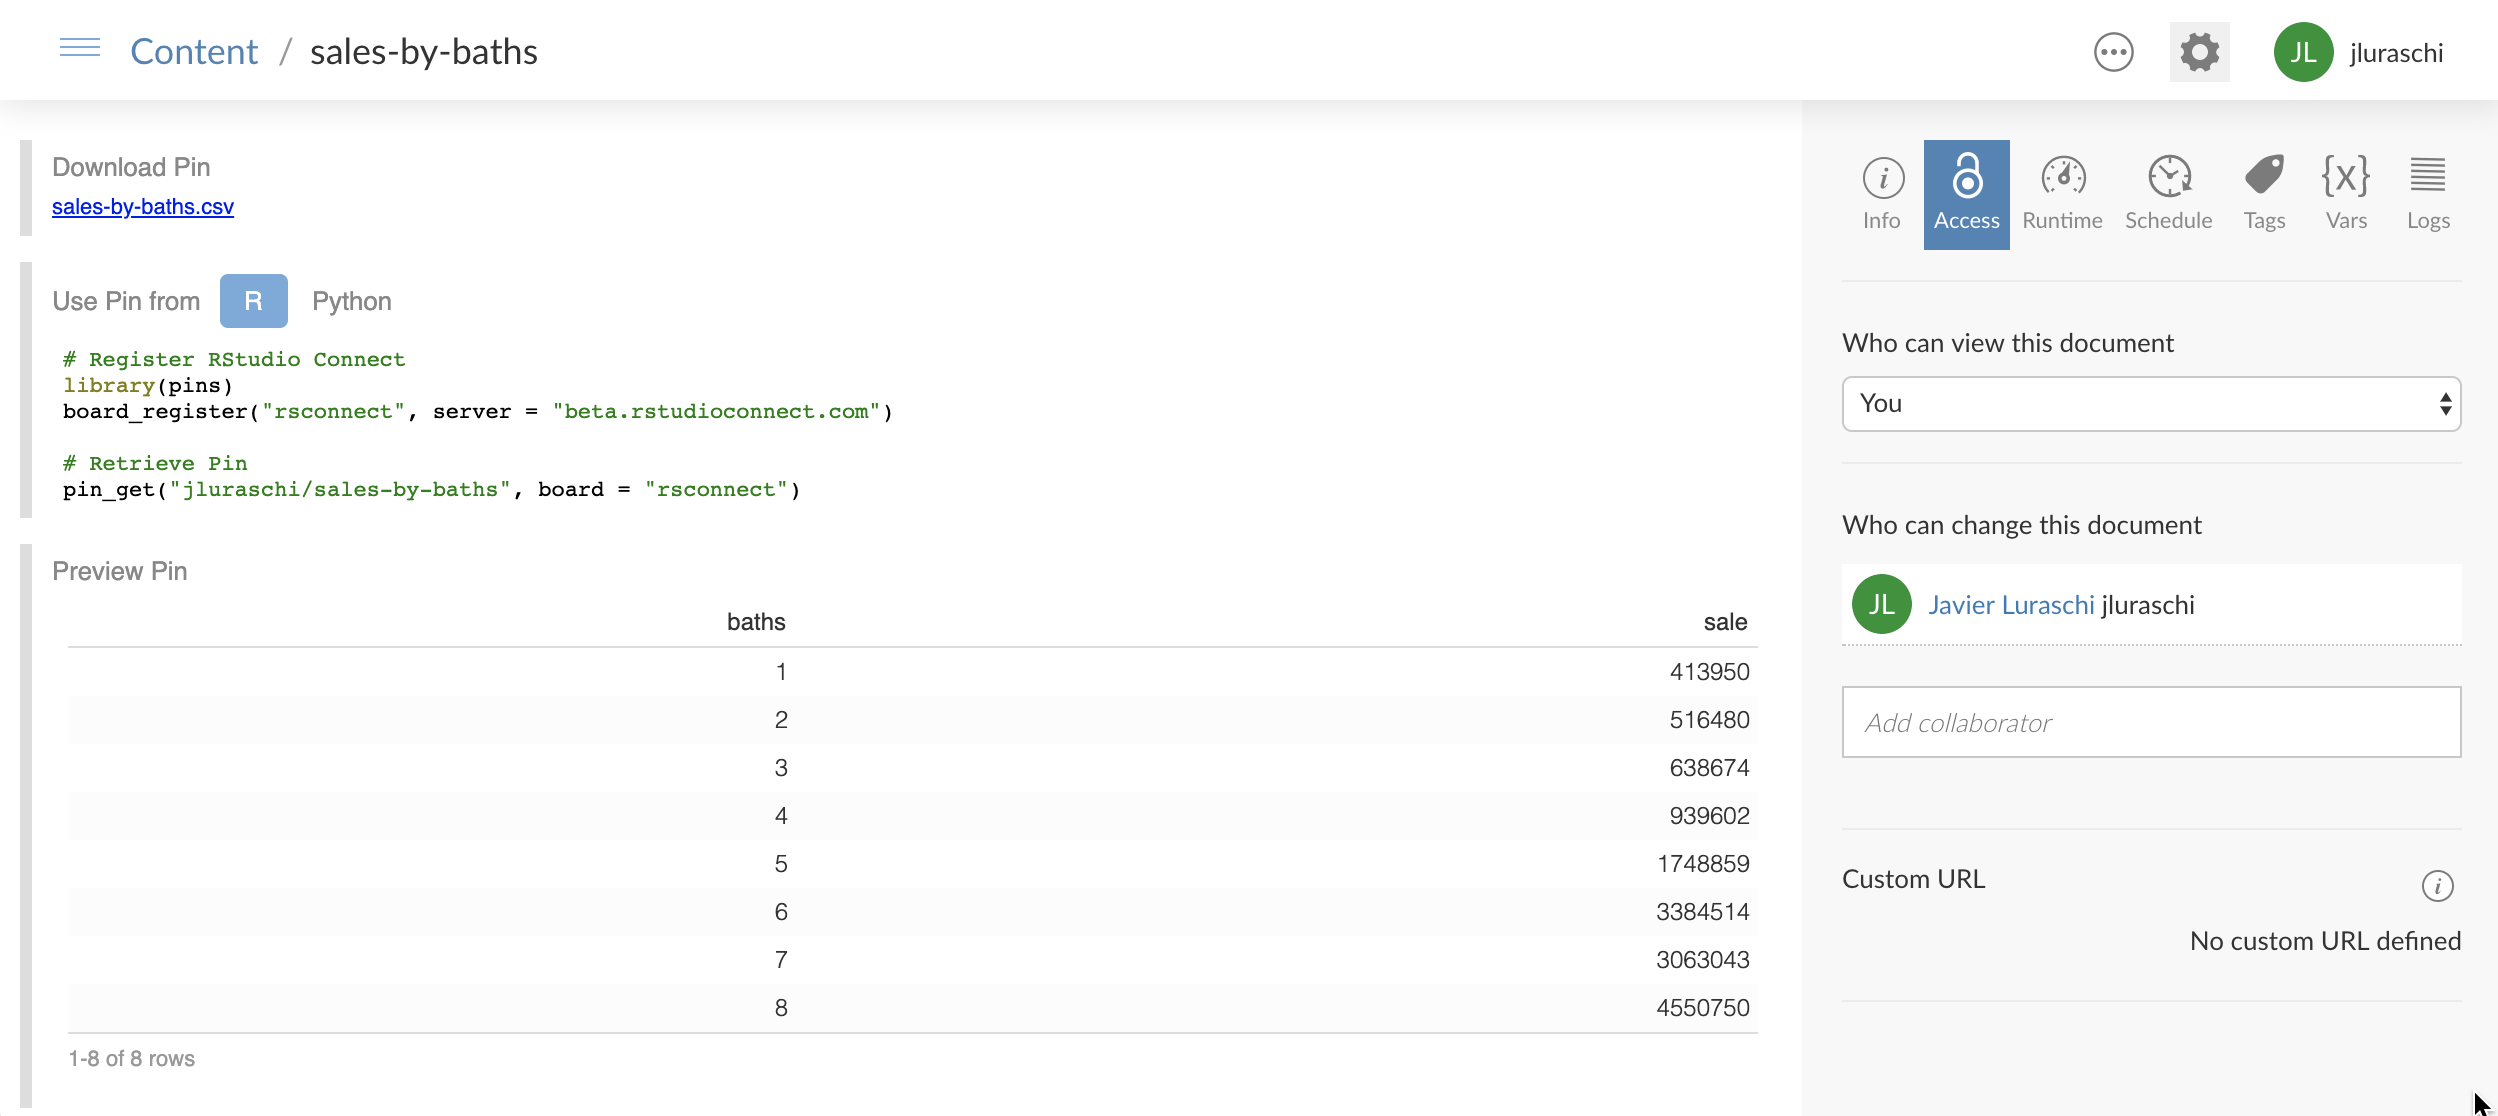 Content / sales-by-baths
JL jluraschi
Download Pin
sales-by-baths.csv
Use Pin from R Python
# Register RStudio Connect
library(pins)
board_register("rsconnect", server = "beta.rstudioconnect.com")
# Retrieve Pin
pin_get("jluraschi/sales-by-baths", board = "rsconnect")
Preview Pin
baths sale
1 413950
2 516480
3 638674
4 939602
5 1748859
6 3384514
7 3063043
8 4550750
1-8 of 8 rows
Info Access Runtime Schedule Tags {x} Vars Logs
Who can view this document
You
Who can change this document
JL Javier Luraschi jluraschi
Add collaborator
Custom URL
No custom URL defined